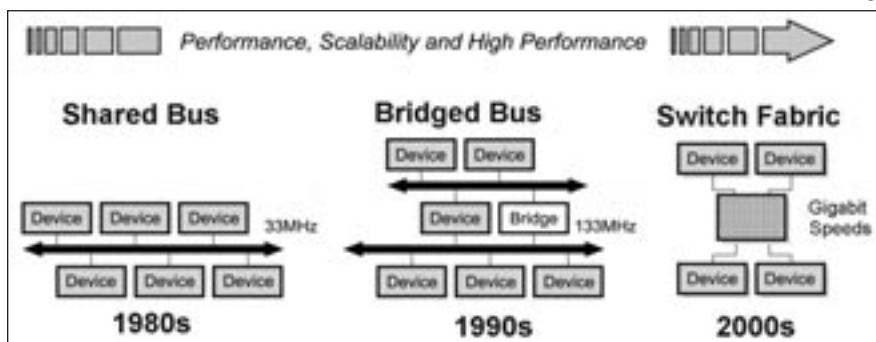 Performance, Scalability and High Performance
Shared Bus
Bridged Bus
Switch Fabric
Device Device
Device Device
Device Device Device 33MHz
Device Bridge 133MHz
Gigabit
Speeds
Device Device Device
Device Device Device
Device Device
1980s
1990s
2000s